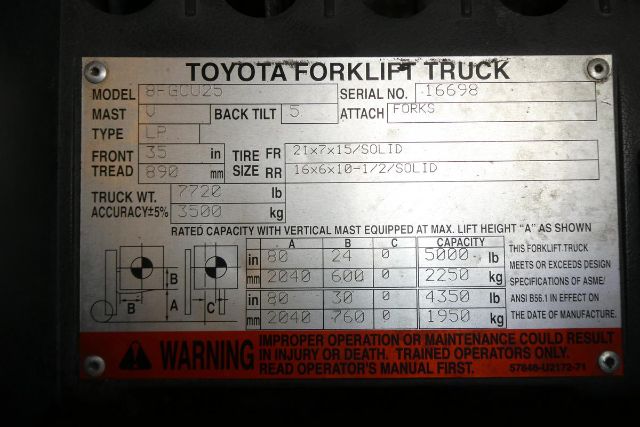 TOYOTA FORKLIFT TRUCK
MODEL 8-GCU25 SERIAL NO. 16698
MAST V BACK TILT 5 ATTACH FORKS
TYPE LP
FRONT TREAD 35 in TIRE SIZE FR 21x7x15/SOLID
890 mm RR 16x6x10-1/2/SOLID
TRUCK WT. 7720 lb
ACCURACY±5% 3500 kg
RATED CAPACITY WITH VERTICAL MAST EQUIPPED AT MAX. LIFT HEIGHT "A" AS SHOWN
A B C CAPACITY
in 80 24 0 5000 lb
mm 2040 600 0 2250 kg
in 80 30 0 4350 lb
mm 2040 760 0 1950 kg
B
A
B
C
THIS FORKLIFT TRUCK
MEETS OR EXCEEDS DESIGN
SPECIFICATIONS OF ASME/
ANSI B56.1 IN EFFECT ON
THE DATE OF MANUFACTURE.
WARNING
IMPROPER OPERATION OR MAINTENANCE COULD RESULT
IN INJURY OR DEATH. TRAINED OPERATORS ONLY.
READ OPERATOR'S MANUAL FIRST.
57646-U2172-71